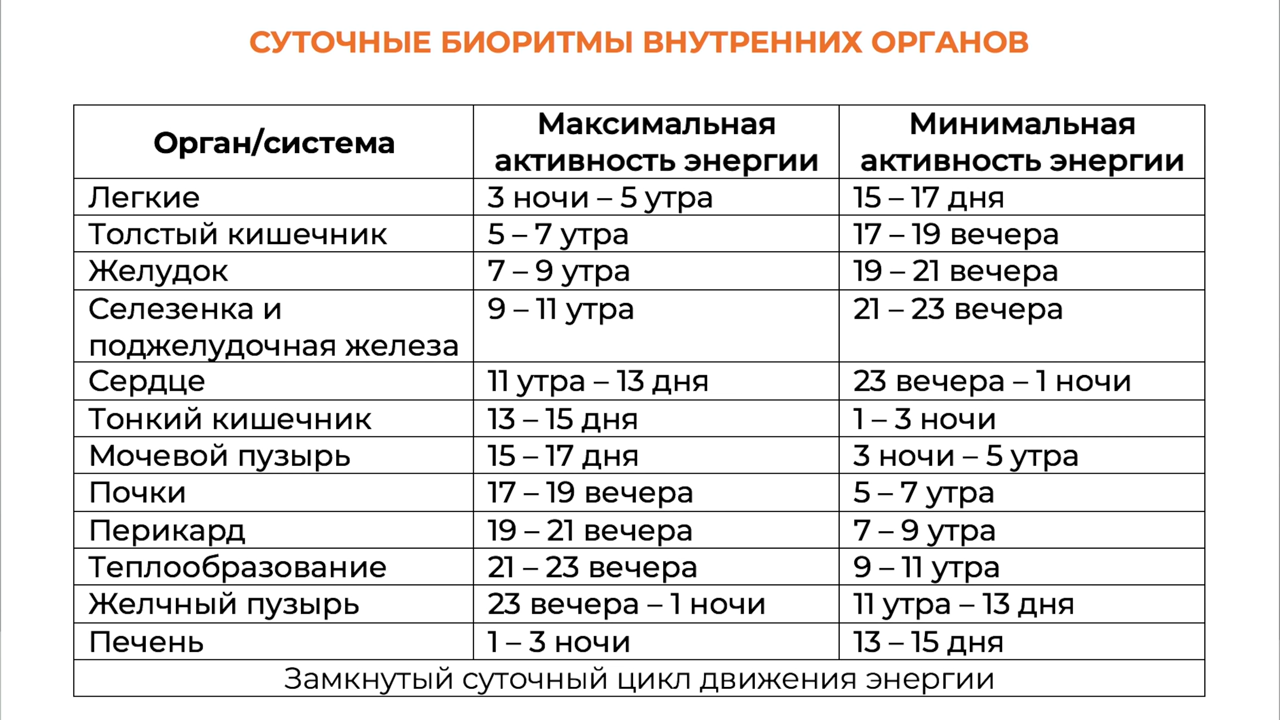 СУТОЧНЫЕ БИОРИТМЫ ВНУТРЕННИХ ОРГАНОВ
Орган/система
Максимальная
активность энергии
Минимальная
активность энергии
Легкие
3 ночи – 5 утра
15 – 17 дня
Толстый кишечник
5 – 7 утра
17 – 19 вечера
Желудок
7 – 9 утра
19 – 21 вечера
Селезенка и
поджелудочная железа
9 – 11 утра
21 – 23 вечера
Сердце
11 утра – 13 дня
23 вечера – 1 ночи
Тонкий кишечник
13 – 15 дня
1 – 3 ночи
Мочевой пузырь
15 – 17 дня
3 ночи – 5 утра
Почки
17 – 19 вечера
5 – 7 утра
Перикард
19 – 21 вечера
7 – 9 утра
Теплообразование
21 – 23 вечера
9 – 11 утра
Желчный пузырь
23 вечера – 1 ночи
11 утра – 13 дня
Печень
1 – 3 ночи
13 – 15 дня
Замкнутый суточный цикл движения энергии